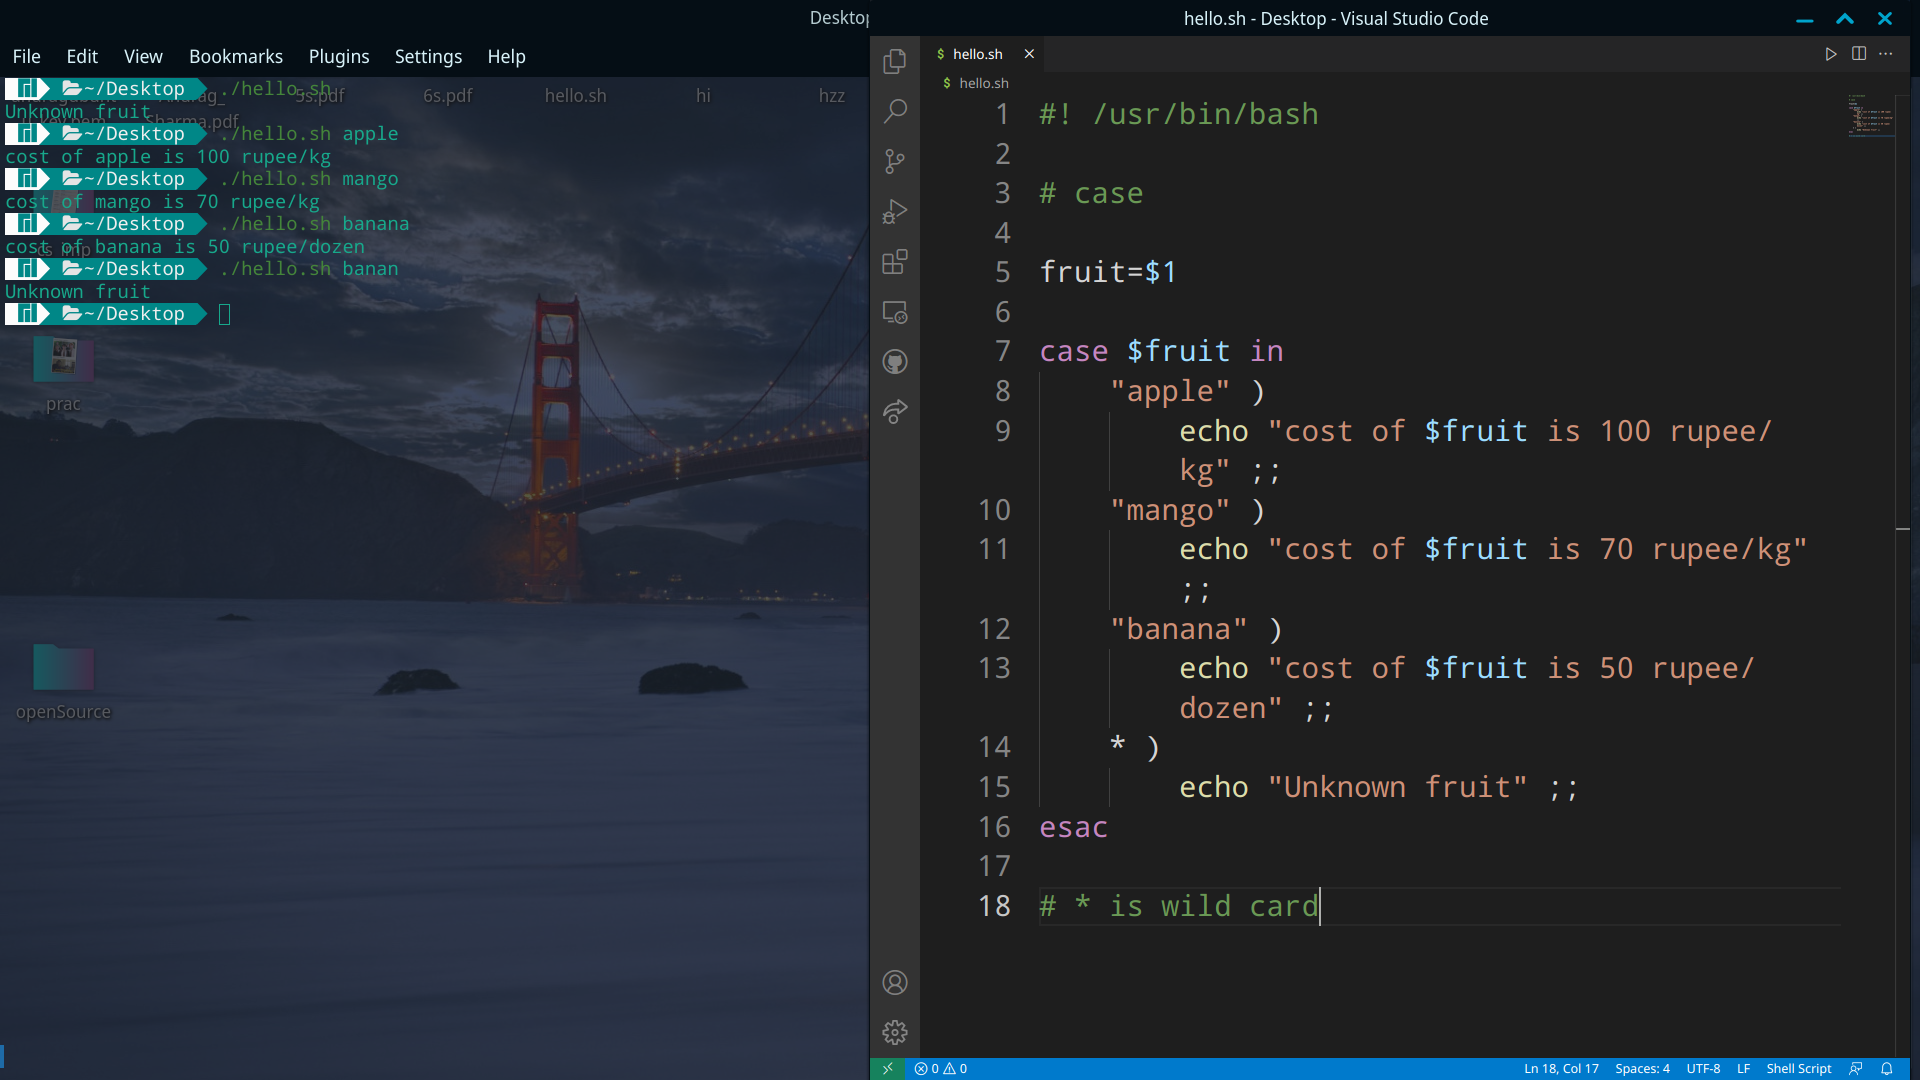 Desktop
File Edit View Bookmarks Plugins Settings Help
~/Desktop ./hello.sh
Unknown fruit
~/Desktop ./hello.sh apple
cost of apple is 100 rupee/kg
~/Desktop ./hello.sh mango
cost of mango is 70 rupee/kg
~/Desktop ./hello.sh banana
cost of banana is 50 rupee/dozen
~/Desktop ./hello.sh banan
Unknown fruit
~/Desktop
5s.pdf 6s.pdf hello.sh hi hzz
Sharma.pdf
cs imp
prac
openSource
hello.sh - Desktop - Visual Studio Code
$ hello.sh
$ hello.sh
1 #! /usr/bin/bash
2
3 # case
4
5 fruit=$1
6
7 case $fruit in
8 "apple" )
9 echo "cost of $fruit is 100 rupee/
kg" ;;
10 "mango" )
11 echo "cost of $fruit is 70 rupee/kg"
;;
12 "banana" )
13 echo "cost of $fruit is 50 rupee/
dozen" ;;
14 * )
15 echo "Unknown fruit" ;;
16 esac
17
18 # * is wild card
0 0 Ln 18, Col 17 Spaces: 4 UTF-8 LF Shell Script